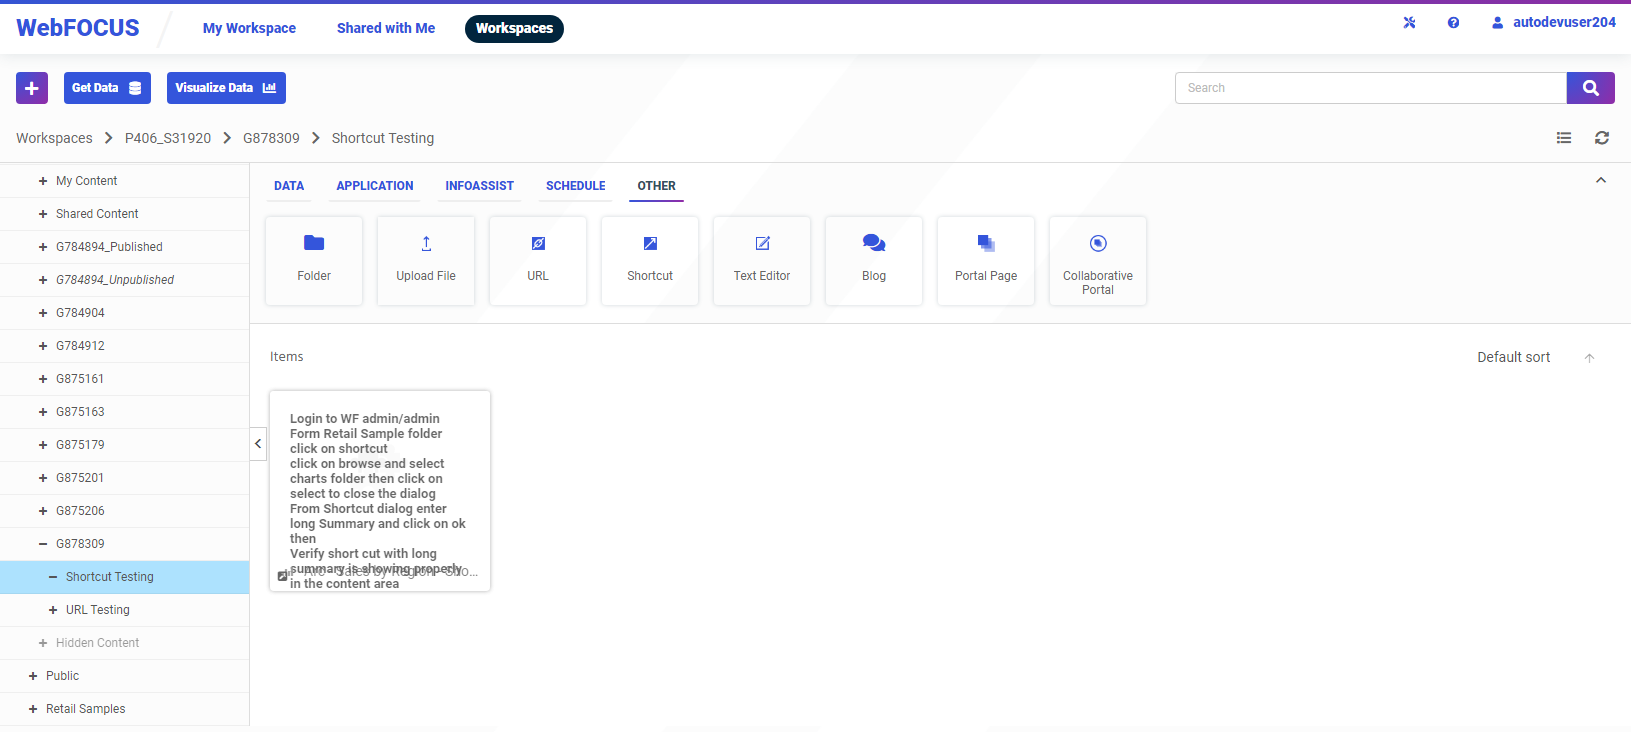 WebFOCUS
My Workspace
Shared with Me
Workspaces
autodevuser204
Get Data
Visualize Data
Search
Workspaces
P406_S31920
G878309
Shortcut Testing
My Content
Shared Content
G784894_Published
G784894_Unpublished
G784904
G784912
G875161
G875163
G875179
G875201
G875206
G878309
Shortcut Testing
URL Testing
Hidden Content
Public
Retail Samples
DATA
APPLICATION
INFOASSIST
SCHEDULE
OTHER
Folder
Upload File
URL
Shortcut
Text Editor
Blog
Portal Page
Collaborative
Portal
Items
Default sort
Login to WF admin/admin
Form Retail Sample folder
click on shortcut
click on browse and select
charts folder then click on
select to close the dialog
From Shortcut dialog enter
long Summary and click on ok
then
Verify short cut with long
summary is showing properly
Arc - Sales by Region - Sho...
in the content area